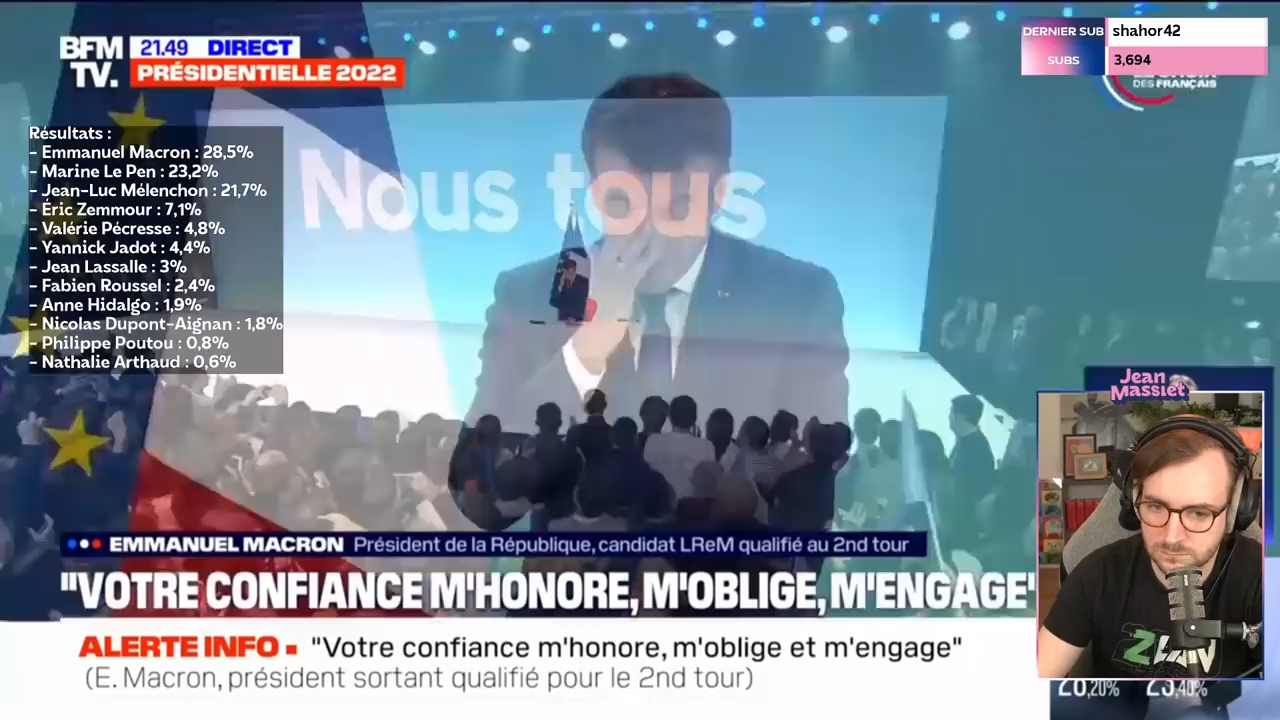 BFM
TV.
21.49 DIRECT
PRÉSIDENTIELLE 2022
DERNIER SUB shahor42
SUBS 3,694
DES FRANÇAIS
Nous tous
Résultats :
- Emmanuel Macron : 28,5%
- Marine Le Pen : 23,2%
- Jean-Luc Mélenchon : 21,7%
- Éric Zemmour : 7,1%
- Valérie Pécresse : 4,8%
- Yannick Jadot : 4,4%
- Jean Lassalle : 3%
- Fabien Roussel : 2,4%
- Anne Hidalgo : 1,9%
- Nicolas Dupont-Aignan : 1,8%
- Philippe Poutou : 0,8%
- Nathalie Arthaud : 0,6%
Jean
Massiet
EMMANUEL MACRON Président de la République, candidat LReM qualifié au 2nd tour
"VOTRE CONFIANCE M'HONORE, M'OBLIGE, M'ENGAGE"
ALERTE INFO "Votre confiance m'honore, m'oblige et m'engage"
(E. Macron, président sortant qualifié pour le 2nd tour)